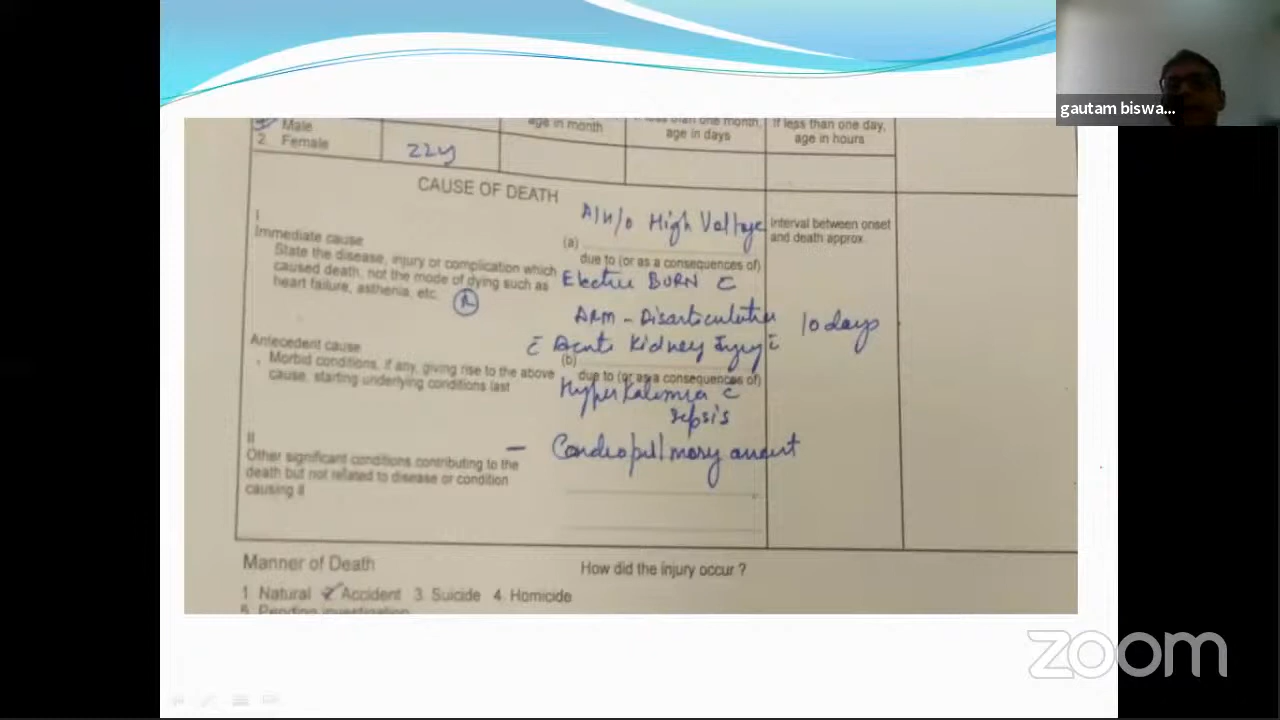 gautam biswa...
age in month
age in days
If less than one day,
age in hours
Male
2. Female
22y
CAUSE OF DEATH
I
Immediate cause
State the disease, injury or complication which
caused death, not the mode of dying such as
heart failure, asthenia, etc.
A/H/O High Voltage
(a)
due to (or as a consequences of)
Electric BURN c̄
ARM - Disarticulation
Interval between onset
and death approx.
10 days
Antecedent cause
Morbid conditions, if any, giving rise to the above
cause, starting underlying conditions last
c̄ Acute Kidney Injury c̄
(b)
due to (or as a consequences of)
Hyperkalemia c̄
sepsis
II
Other significant conditions contributing to the
death but not related to disease or condition
causing it
- Cardiopulmonary arrest
Manner of Death
How did the injury occur ?
1. Natural 2. Accident 3. Suicide 4. Homicide
5. Pending investigation
zoom